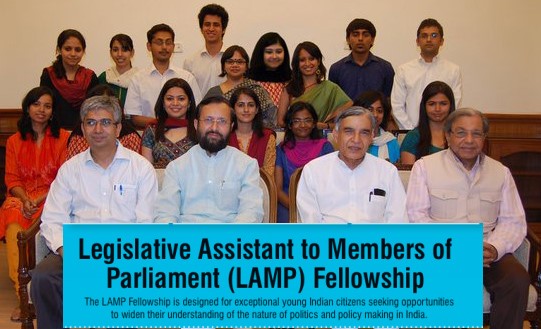 Legislative Assistant to Members of
Parliament (LAMP) Fellowship
The LAMP Fellowship is designed for exceptional young Indian citizens seeking opportunities
to widen their understanding of the nature of politics and policy making in India.